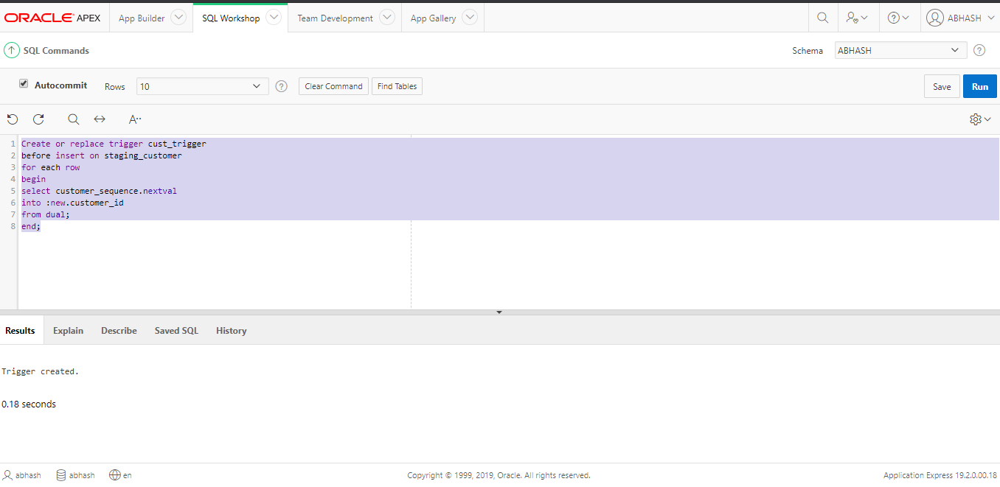 ORACLE APEX App Builder SQL Workshop Team Development App Gallery ABHASH
SQL Commands Schema ABHASH
Autocommit Rows 10 Clear Command Find Tables Save Run
A
1 Create or replace trigger cust_trigger
2 before insert on staging_customer
3 for each row
4 begin
5 select customer_sequence.nextval
6 into :new.customer_id
7 from dual;
8 end;
Results Explain Describe Saved SQL History
Trigger created.
0.18 seconds
abhash abhash en Copyright © 1999, 2019, Oracle. All rights reserved. Application Express 19.2.0.00.18